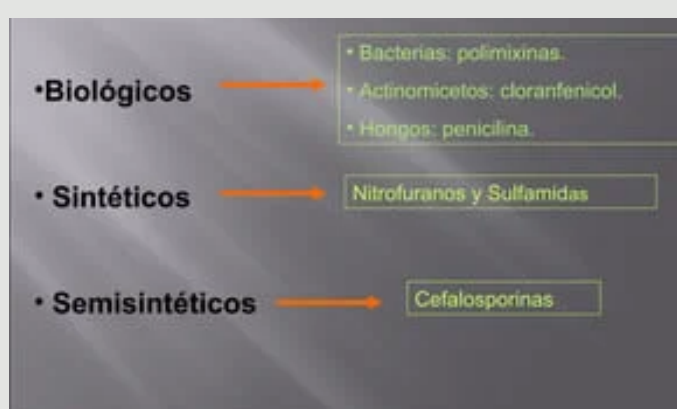 •Biológicos
• Bacterias: polimixinas.
• Actinomicetos: cloranfenicol.
• Hongos: penicilina.
• Sintéticos
Nitrofuranos y Sulfamidas
• Semisintéticos
Cefalosporinas